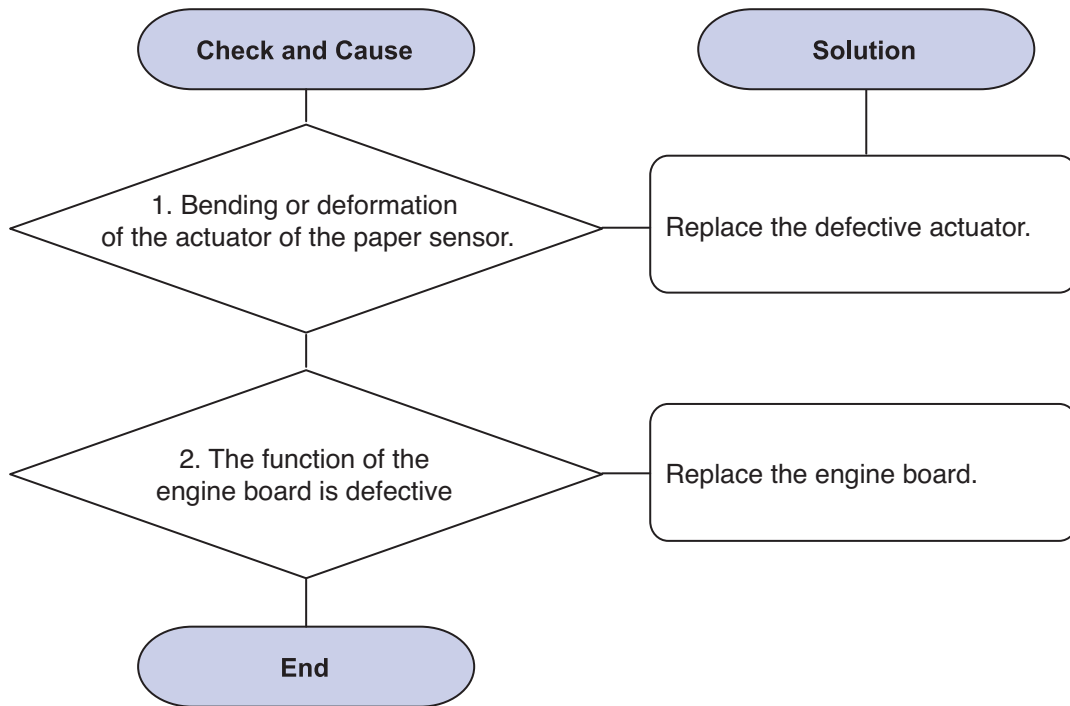 Check and Cause
Solution
1. Bending or deformation
of the actuator of the paper sensor.
Replace the defective actuator.
2. The function of the
engine board is defective
Replace the engine board.
End